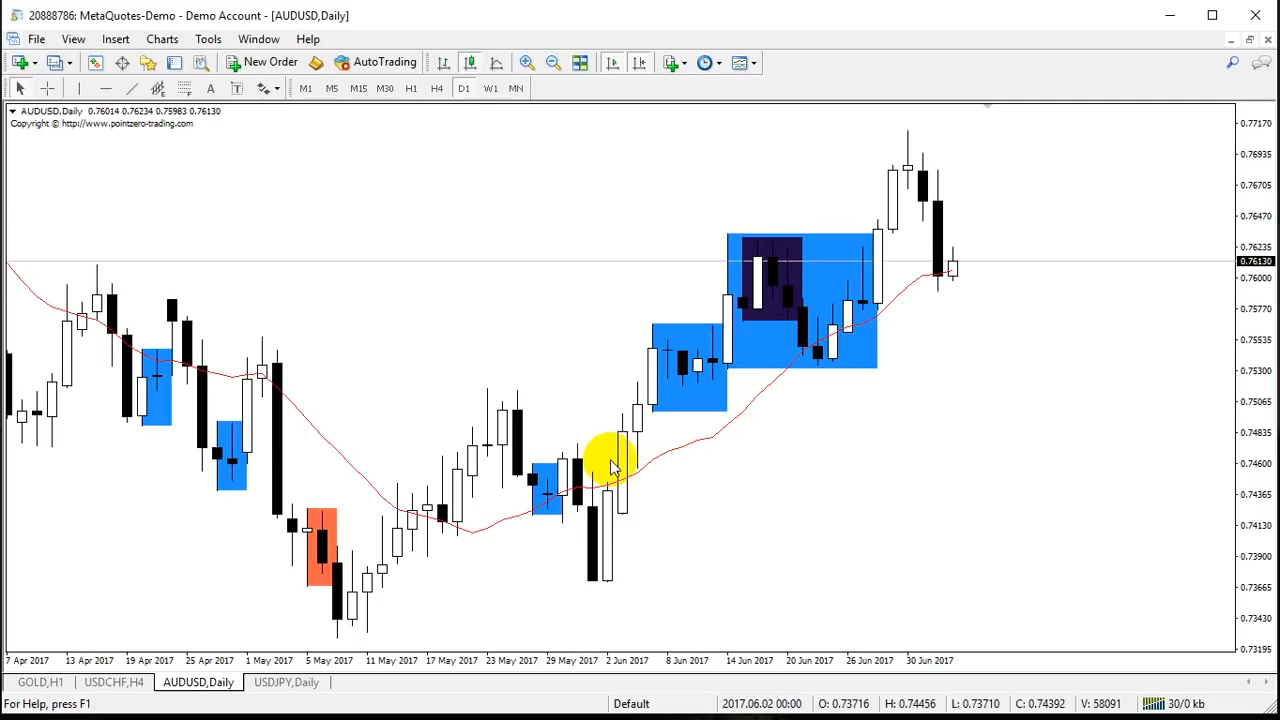 20888786: MetaQuotes-Demo - Demo Account - [AUDUSD,Daily]
File View Insert Charts Tools Window Help
New Order AutoTrading
A T M1 M5 M15 M30 H1 H4 D1 W1 MN
AUDUSD,Daily 0.76014 0.76234 0.75983 0.76130
Copyright © http://www.pointzero-trading.com
0.77170
0.76935
0.76705
0.76470
0.76235
0.76130
0.76000
0.75770
0.75535
0.75300
0.75065
0.74835
0.74600
0.74365
0.74130
0.73900
0.73665
0.73430
0.73195
7 Apr 2017 13 Apr 2017 19 Apr 2017 25 Apr 2017 1 May 2017 5 May 2017 11 May 2017 17 May 2017 23 May 2017 29 May 2017 2 Jun 2017 8 Jun 2017 14 Jun 2017 20 Jun 2017 26 Jun 2017 30 Jun 2017
GOLD,H1 USDCHF,H4 AUDUSD,Daily USDJPY,Daily
For Help, press F1 Default 2017.06.02 00:00 O: 0.73716 H: 0.74456 L: 0.73710 C: 0.74392 V: 58091 30/0 kb